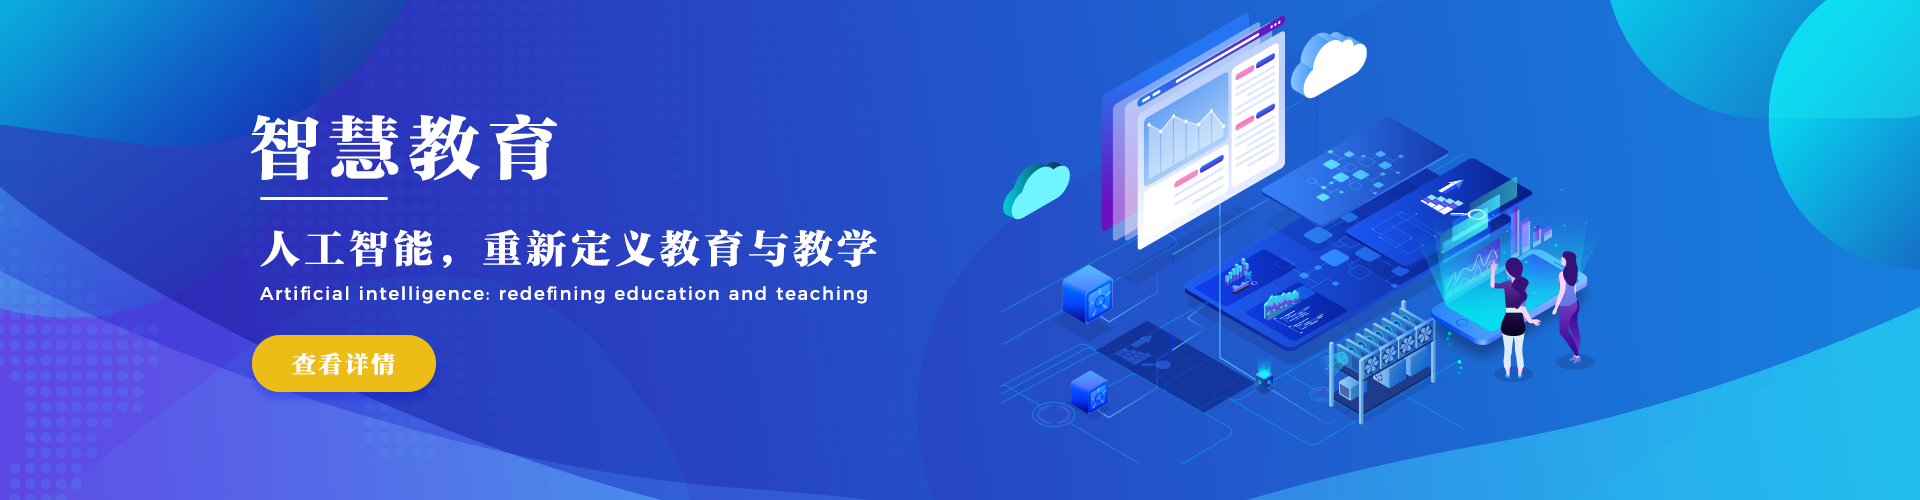 智慧教育
人工智能，重新定义教育与教学
Artificial intelligence: redefining education and teaching
查看详情